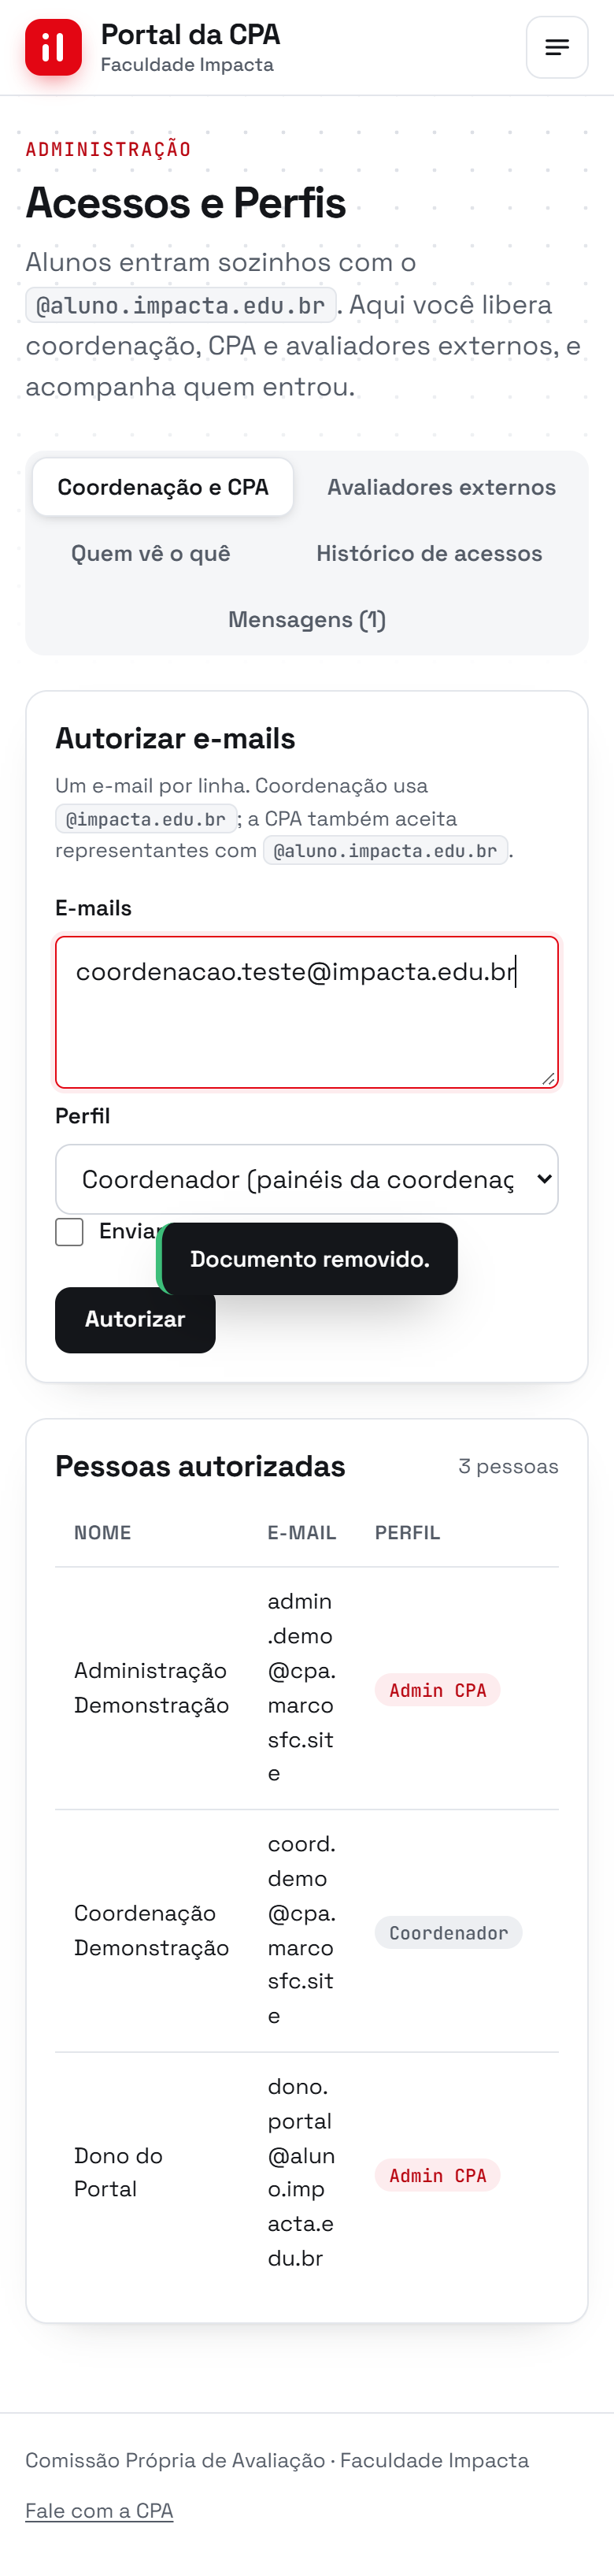 Portal da CPA
Faculdade Impacta
ADMINISTRAÇÃO
Acessos e Perfis
Alunos entram sozinhos com o
@aluno.impacta.edu.br. Aqui você libera
coordenação, CPA e avaliadores externos, e
acompanha quem entrou.
Coordenação e CPA
Avaliadores externos
Quem vê o quê
Histórico de acessos
Mensagens (1)
Autorizar e-mails
Um e-mail por linha. Coordenação usa
@impacta.edu.br; a CPA também aceita
representantes com @aluno.impacta.edu.br.
E-mails
coordenacao.teste@impacta.edu.br
Perfil
Coordenador (painéis da coordenaç
Enviar
Documento removido.
Autorizar
Pessoas autorizadas
3 pessoas
NOME E-MAIL PERFIL
admin
.demo
Administração
@cpa.
Admin CPA
Demonstração
marco
sfc.sit
e
coord.
demo
Coordenação
@cpa.
Coordenador
Demonstração
marco
sfc.sit
e
dono.
portal
Dono do
@alun
Admin CPA
Portal
o.imp
acta.e
du.br
Comissão Própria de Avaliação · Faculdade Impacta
Fale com a CPA